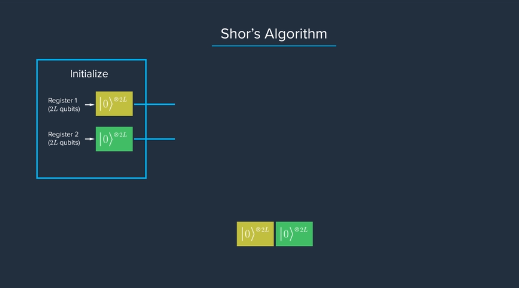 Shor's Algorithm
Initialize
Register 1
(2L qubits)
|0⟩⊗2L
Register 2
(2L qubits)
|0⟩⊗2L
|0⟩⊗2L |0⟩⊗2L